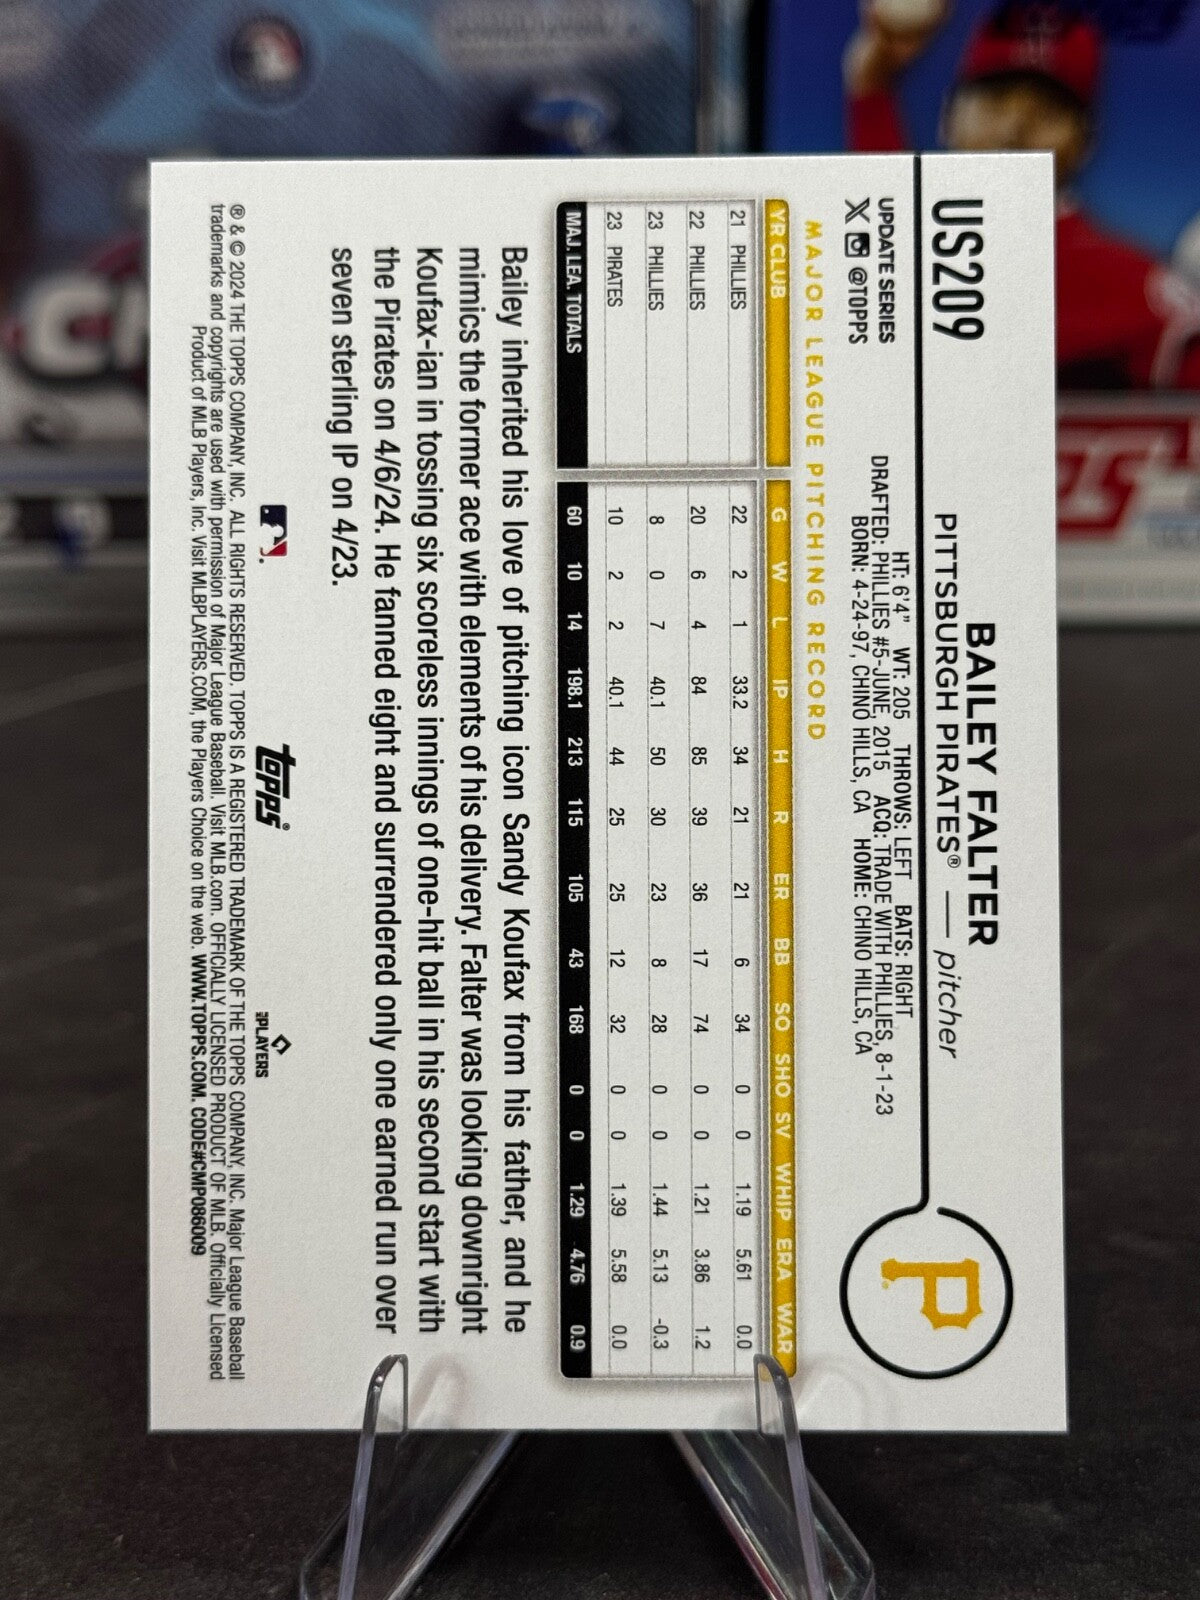 US209
BAILEY FALTER
PITTSBURGH PIRATES® — pitcher
P
UPDATE SERIES
@TOPPS
HT: 6'4" WT: 205 THROWS: LEFT BATS: RIGHT
DRAFTED: PHILLIES #5-JUNE, 2015 ACQ: TRADE WITH PHILLIES, 8-1-23
BORN: 4-24-97, CHINO HILLS, CA HOME: CHINO HILLS, CA
MAJOR LEAGUE PITCHING RECORD
YR CLUB G W L IP H R ER BB SO SHO SV WHIP ERA WAR
21 PHILLIES 22 2 1 33.2 34 21 21 6 34 0 0 1.19 5.61 0.0
22 PHILLIES 20 6 4 84 85 39 36 17 74 0 0 1.21 3.86 1.2
23 PHILLIES 8 0 7 40.1 50 30 23 8 28 0 0 1.44 5.13 -0.3
23 PIRATES 10 2 2 40.1 44 25 25 12 32 0 0 1.39 5.58 0.0
MAJ. LEA. TOTALS 60 10 14 198.1 213 115 105 43 168 0 0 1.29 4.76 0.9
Bailey inherited his love of pitching icon Sandy Koufax from his father, and he
mimics the former ace with elements of his delivery. Falter was looking downright
Koufax-ian in tossing six scoreless innings of one-hit ball in his second start with
the Pirates on 4/6/24. He fanned eight and surrendered only one earned run over
seven sterling IP on 4/23.
topps®
PLAYERS
® & © 2024 THE TOPPS COMPANY, INC. ALL RIGHTS RESERVED. TOPPS IS A REGISTERED TRADEMARK OF THE TOPPS COMPANY, INC. Major League Baseball
trademarks and copyrights are used with permission of Major League Baseball. Visit MLB.com. OFFICIALLY LICENSED PRODUCT OF MLB. Officially Licensed
Product of MLB Players, Inc. Visit MLBPLAYERS.COM, the Players Choice on the web. WWW.TOPPS.COM. CODE#CMP086009